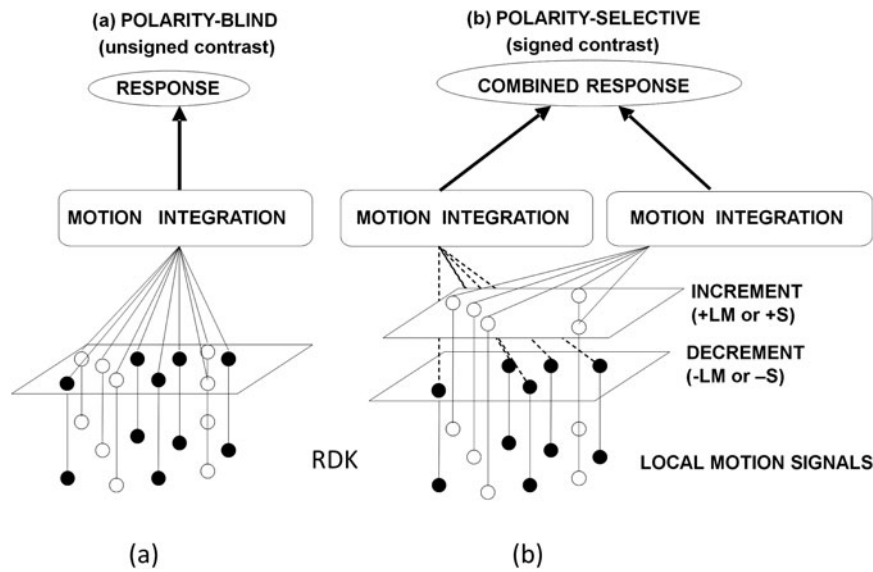 (a) POLARITY-BLIND
(unsigned contrast)
RESPONSE
MOTION INTEGRATION
(b) POLARITY-SELECTIVE
(signed contrast)
COMBINED RESPONSE
MOTION INTEGRATION
MOTION INTEGRATION
INCREMENT
(+LM or +S)
DECREMENT
(-LM or –S)
RDK
LOCAL MOTION SIGNALS
(a)
(b)